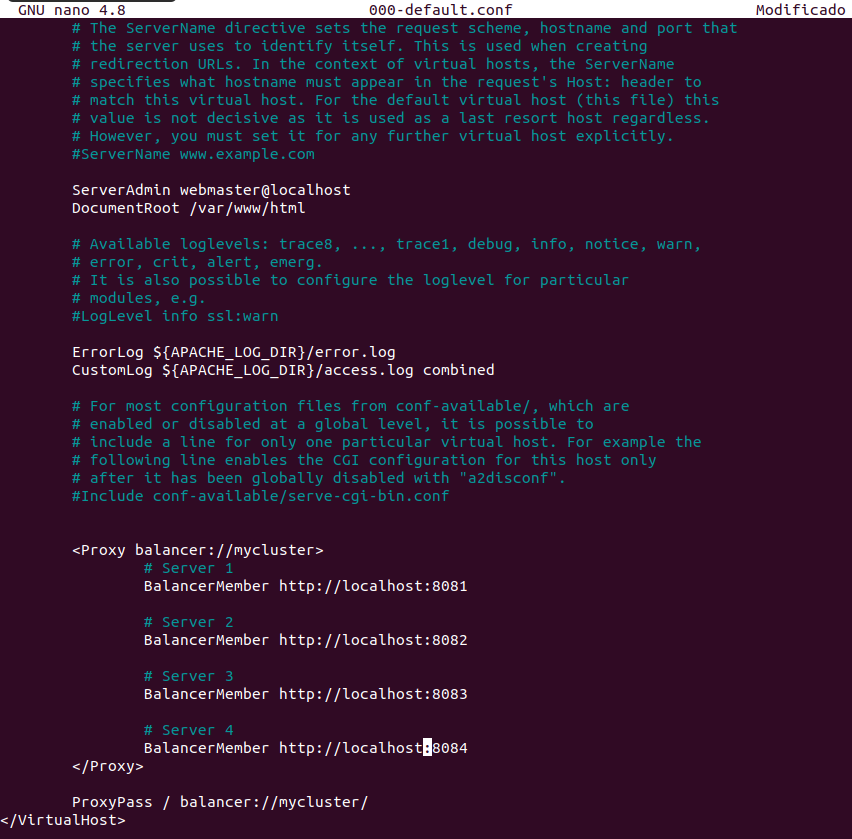 GNU nano 4.8 000-default.conf Modificado
# The ServerName directive sets the request scheme, hostname and port that
# the server uses to identify itself. This is used when creating
# redirection URLs. In the context of virtual hosts, the ServerName
# specifies what hostname must appear in the request's Host: header to
# match this virtual host. For the default virtual host (this file) this
# value is not decisive as it is used as a last resort host regardless.
# However, you must set it for any further virtual host explicitly.
#ServerName www.example.com
ServerAdmin webmaster@localhost
DocumentRoot /var/www/html
# Available loglevels: trace8, ..., trace1, debug, info, notice, warn,
# error, crit, alert, emerg.
# It is also possible to configure the loglevel for particular
# modules, e.g.
#LogLevel info ssl:warn
ErrorLog ${APACHE_LOG_DIR}/error.log
CustomLog ${APACHE_LOG_DIR}/access.log combined
# For most configuration files from conf-available/, which are
# enabled or disabled at a global level, it is possible to
# include a line for only one particular virtual host. For example the
# following line enables the CGI configuration for this host only
# after it has been globally disabled with "a2disconf".
#Include conf-available/serve-cgi-bin.conf
<Proxy balancer://mycluster>
# Server 1
BalancerMember http://localhost:8081
# Server 2
BalancerMember http://localhost:8082
# Server 3
BalancerMember http://localhost:8083
# Server 4
BalancerMember http://localhost:8084
</Proxy>
ProxyPass / balancer://mycluster/
</VirtualHost>